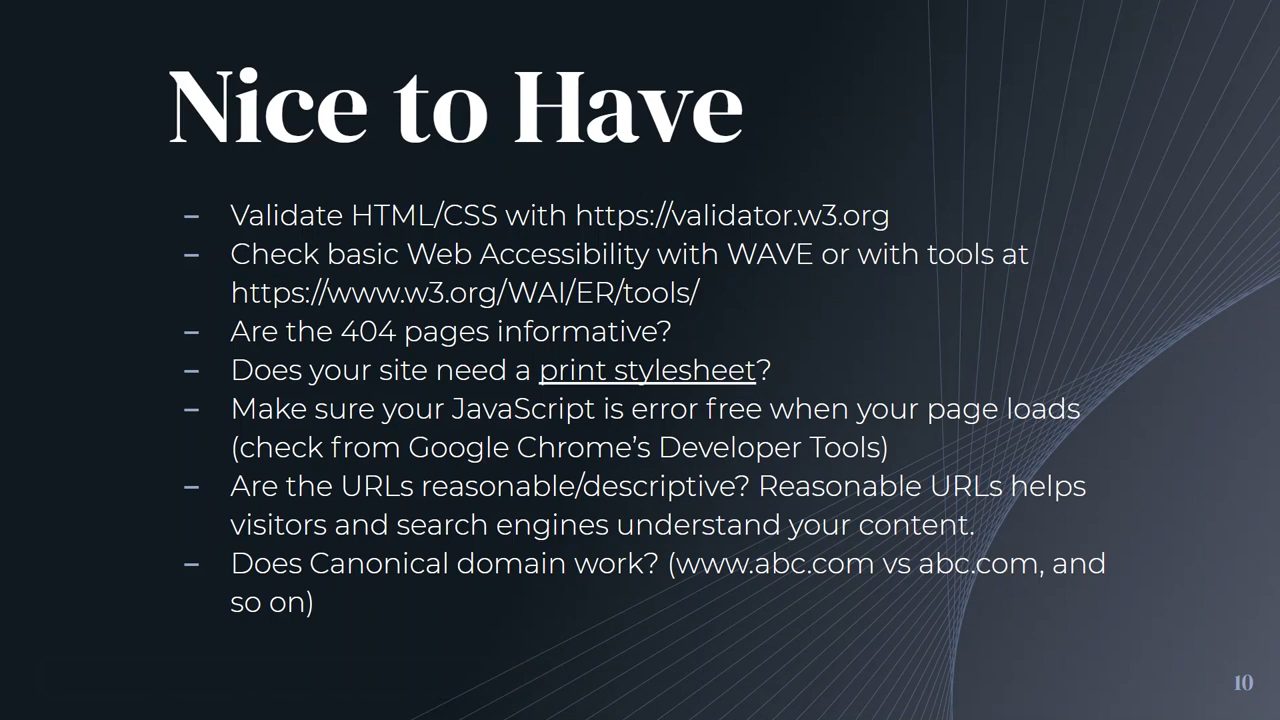 Nice to Have
– Validate HTML/CSS with https://validator.w3.org
– Check basic Web Accessibility with WAVE or with tools at
https://www.w3.org/WAI/ER/tools/
– Are the 404 pages informative?
– Does your site need a print stylesheet?
– Make sure your JavaScript is error free when your page loads
(check from Google Chrome’s Developer Tools)
– Are the URLs reasonable/descriptive? Reasonable URLs helps
visitors and search engines understand your content.
– Does Canonical domain work? (www.abc.com vs abc.com, and
so on)
10